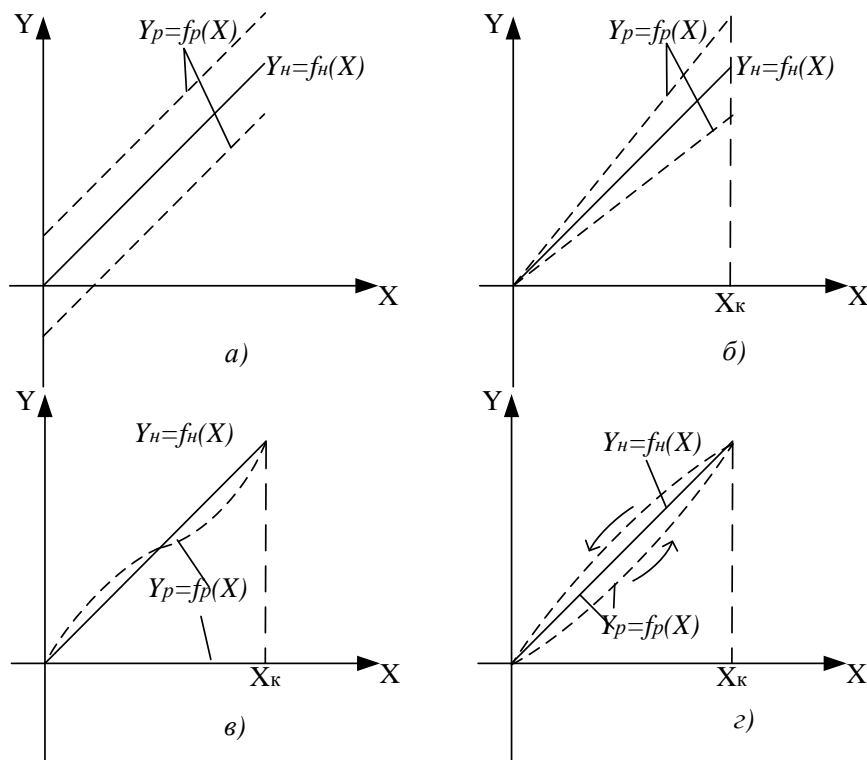 Y
Yр=fр(X)
Yн=fн(X)
X
а)
Y
Yр=fр(X)
Yн=fн(X)
X
Xк
б)
Y
Yн=fн(X)
Yр=fр(X)
Xк
X
в)
Y
Yн=fн(X)
Yр=fр(X)
Xк
X
г)